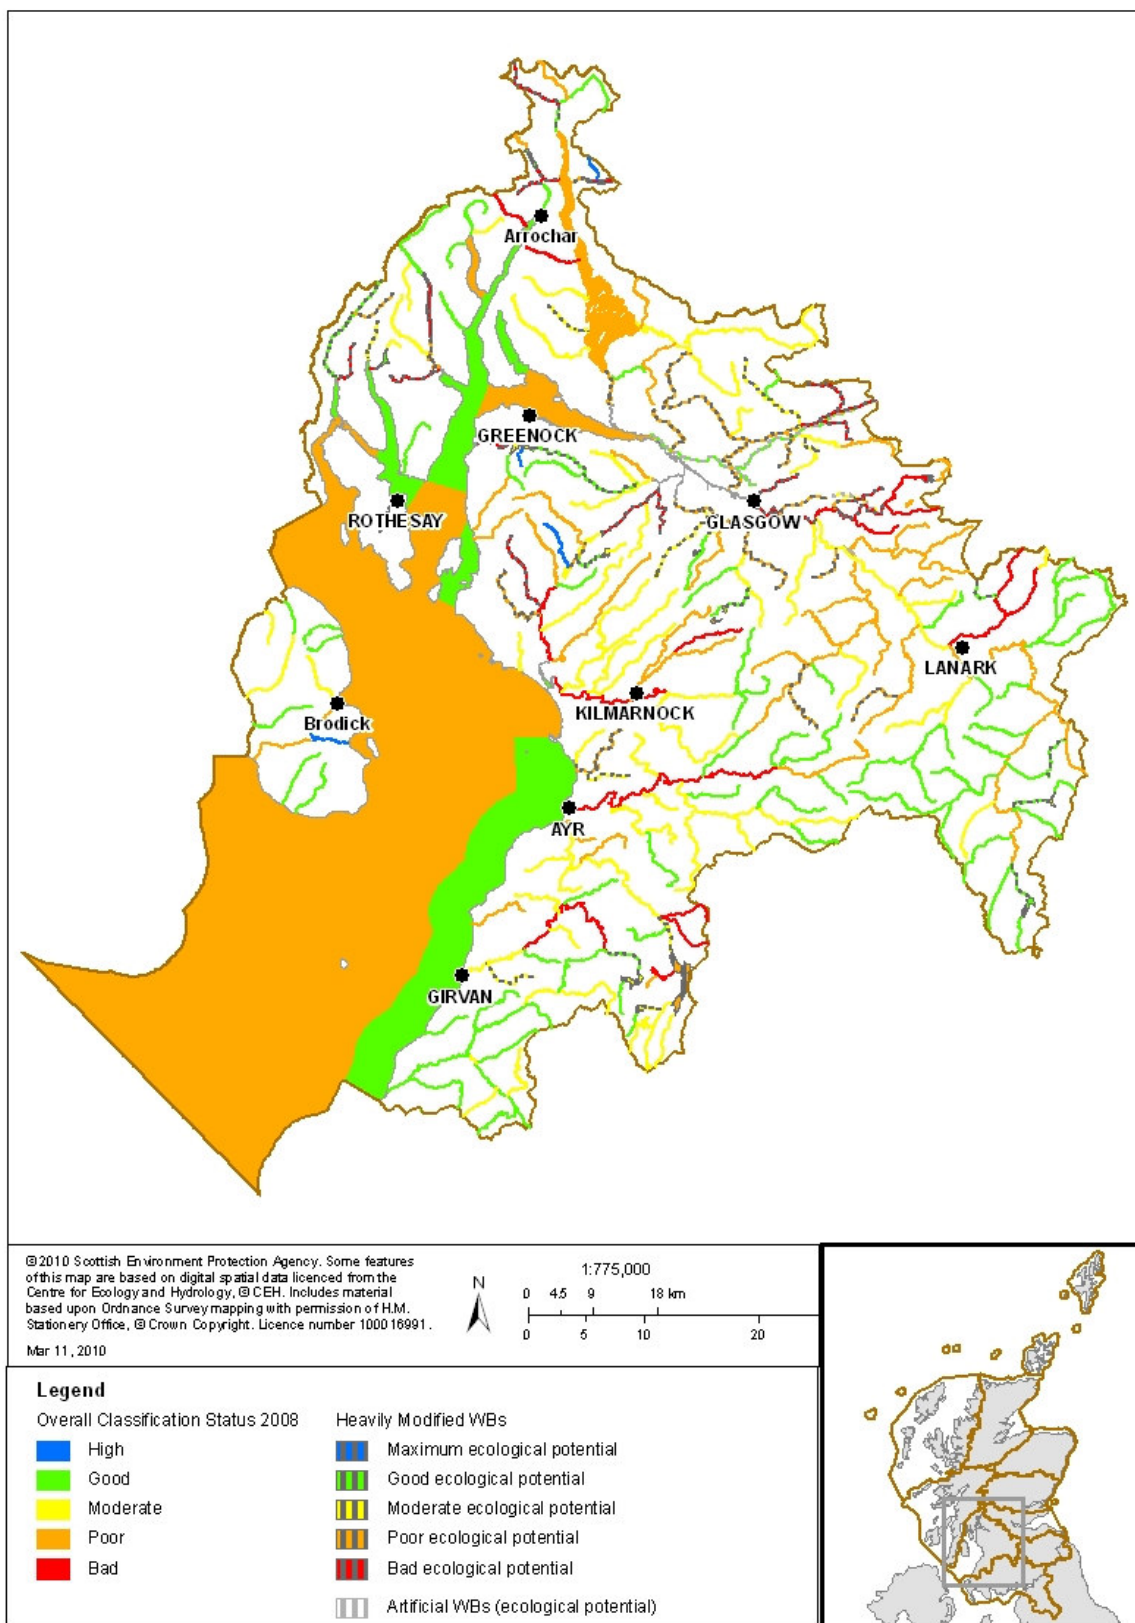 Arrochar
GREENOCK
ROTHESAY
GLASGOW
LANARK
Brodick
KILMARNOCK
AYR
GIRVAN
©2010 Scottish Environment Protection Agency. Some features
of this map are based on digital spatial data licenced from the
Centre for Ecology and Hydrology, © CEH. Includes material
based upon Ordnance Survey mapping with permission of H.M.
Stationery Office, © Crown Copyright. Licence number 100016991.
Mar 11, 2010
N
1:775,000
0 4.5 9 18 km
0 5 10 20
Legend
Overall Classification Status 2008
High
Good
Moderate
Poor
Bad
Heavily Modified WBs
Maximum ecological potential
Good ecological potential
Moderate ecological potential
Poor ecological potential
Bad ecological potential
Artificial WBs (ecological potential)